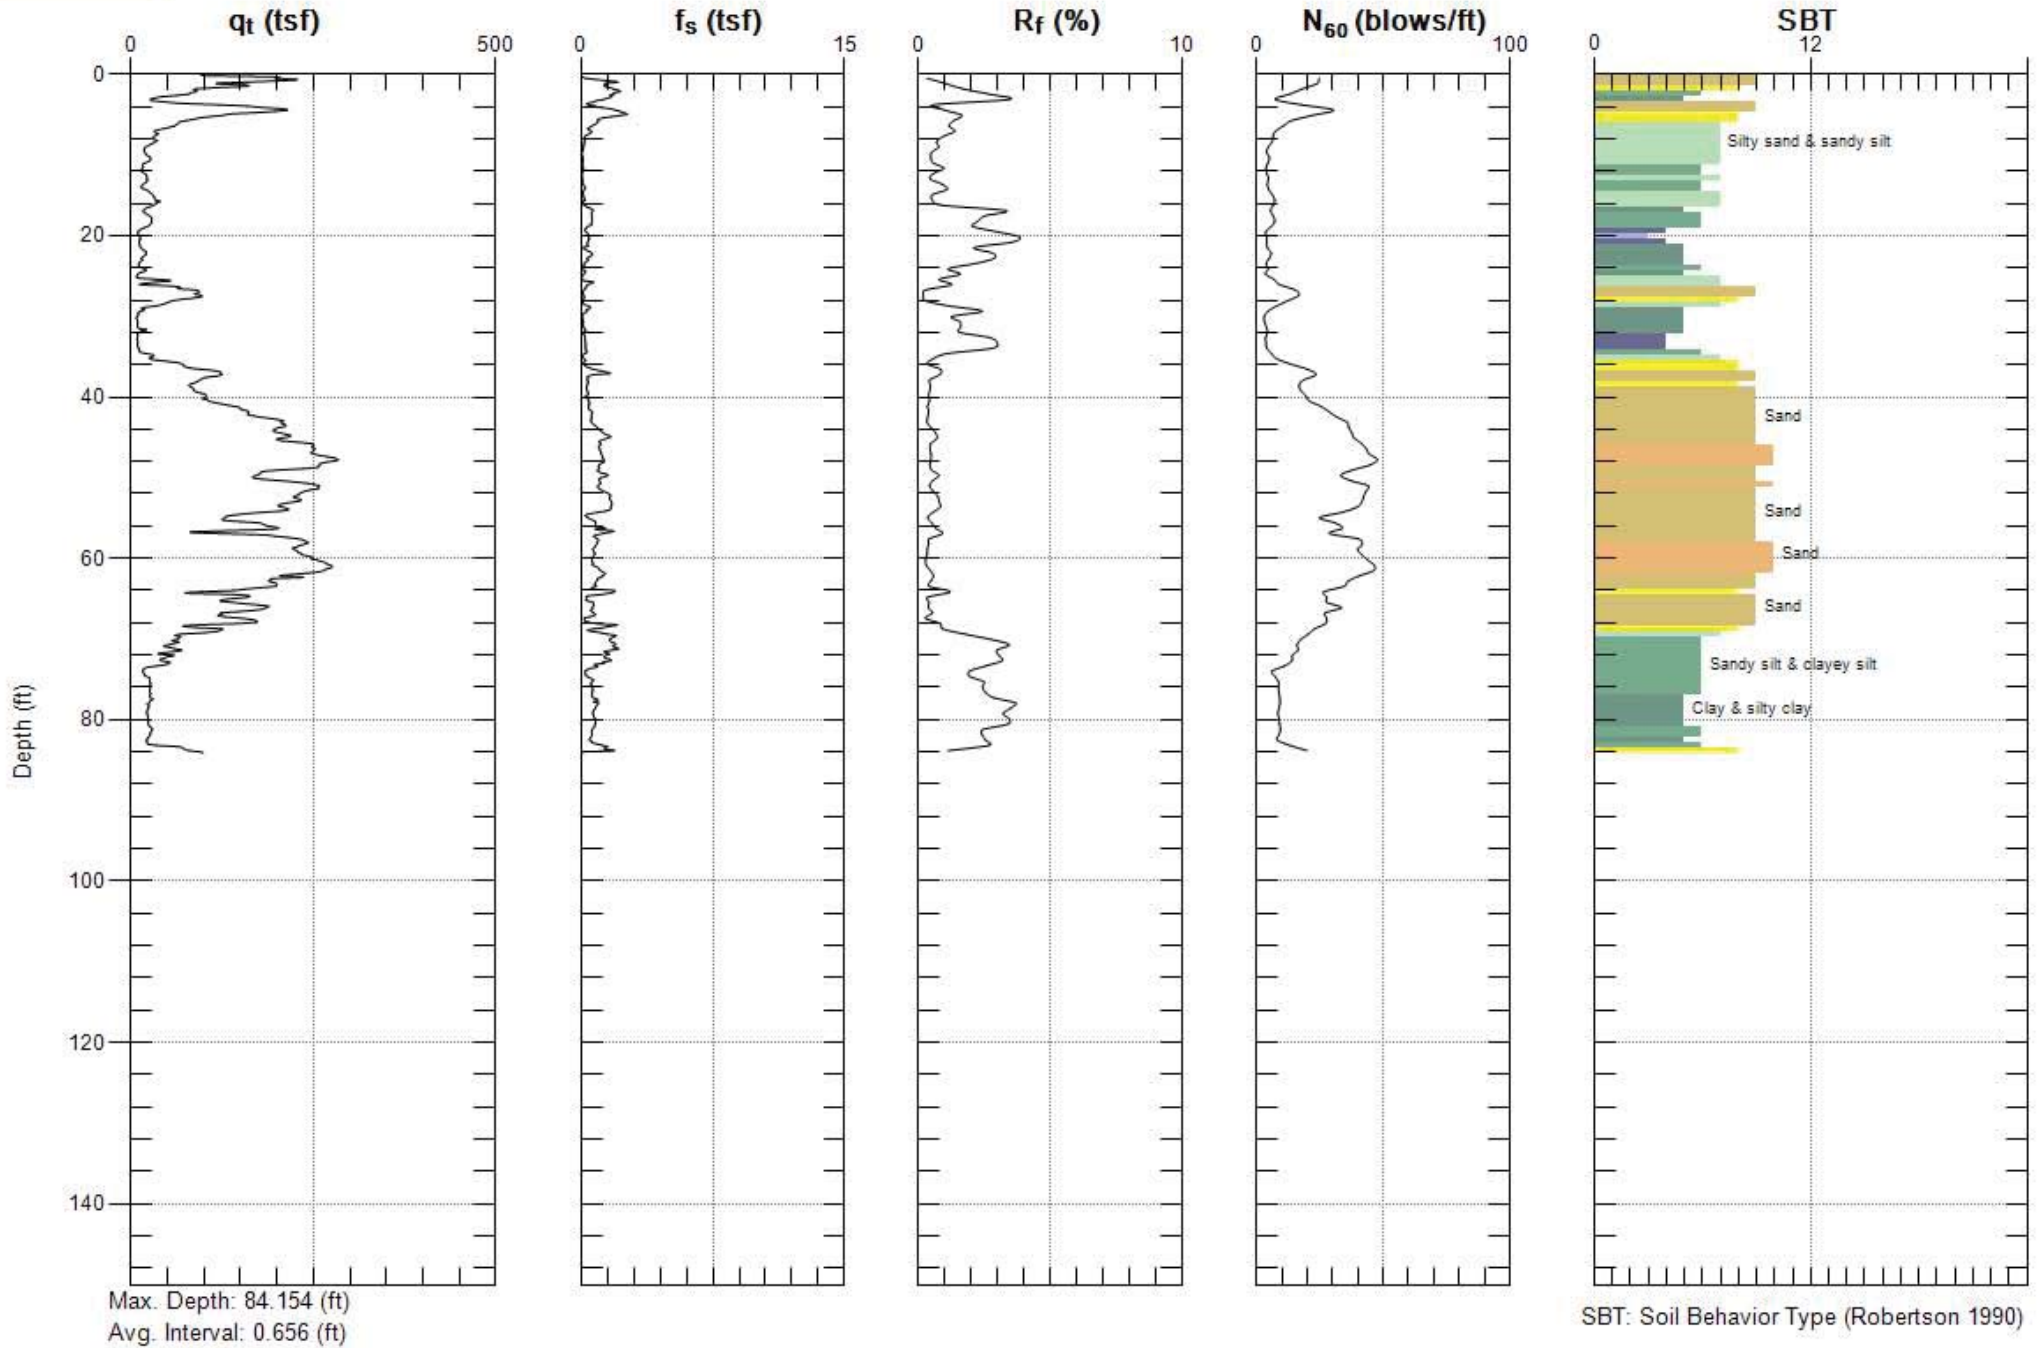 qt (tsf)
fs (tsf)
Rf (%)
N60 (blows/ft)
SBT
0
500
0
15
0
10
0
100
0
12
0
20
40
60
80
100
120
140
Depth (ft)
Silty sand & sandy silt
Sand
Sand
Sand
Sand
Sandy silt & clayey silt
Clay & silty clay
Max. Depth: 84.154 (ft)
Avg. Interval: 0.656 (ft)
SBT: Soil Behavior Type (Robertson 1990)